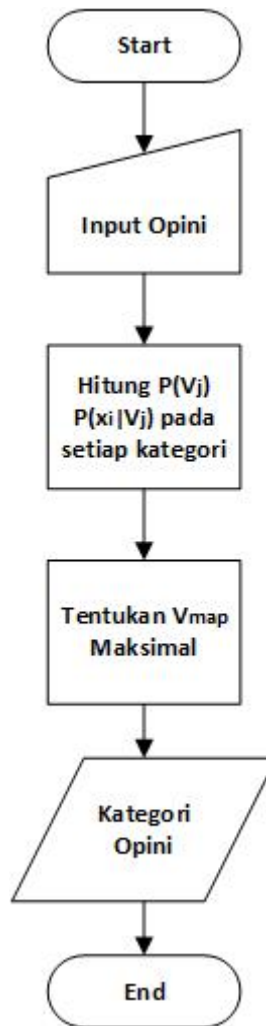 Start
Input Opini
Hitung P(Vj)
P(xi|Vj) pada
setiap kategori
Tentukan Vmap
Maksimal
Kategori
Opini
End